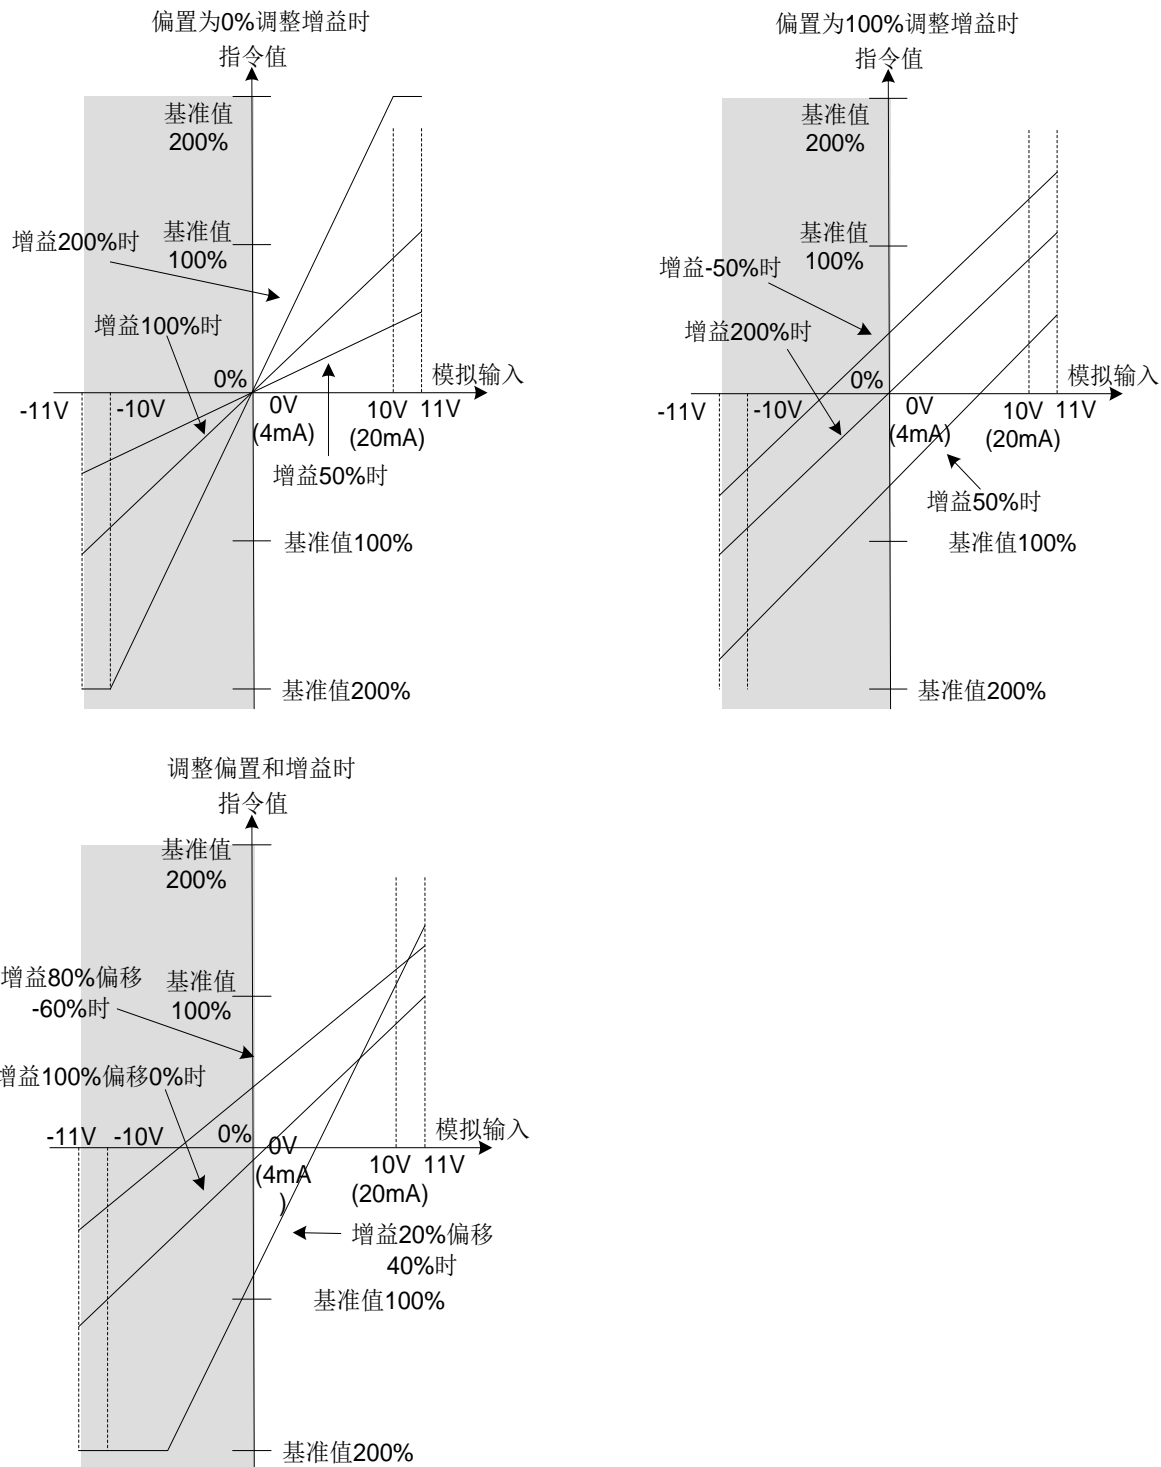 偏置为0%调整增益时
指令值
基准值
200%
增益200%时
基准值
100%
增益100%时
0%
模拟输入
-11V
-10V
0V
(4mA)
10V
11V
(20mA)
增益50%时
基准值100%
基准值200%
偏置为100%调整增益时
指令值
基准值
200%
基准值
100%
增益-50%时
增益200%时
0%
模拟输入
-11V
-10V
0V
(4mA)
10V
11V
(20mA)
增益50%时
基准值100%
基准值200%
调整偏置和增益时
指令值
基准值
200%
增益80%偏移
-60%时
基准值
100%
增益100%偏移0%时
-11V
-10V
0%
0V
(4mA
)
模拟输入
10V
11V
(20mA)
增益20%偏移
40%时
基准值100%
基准值200%